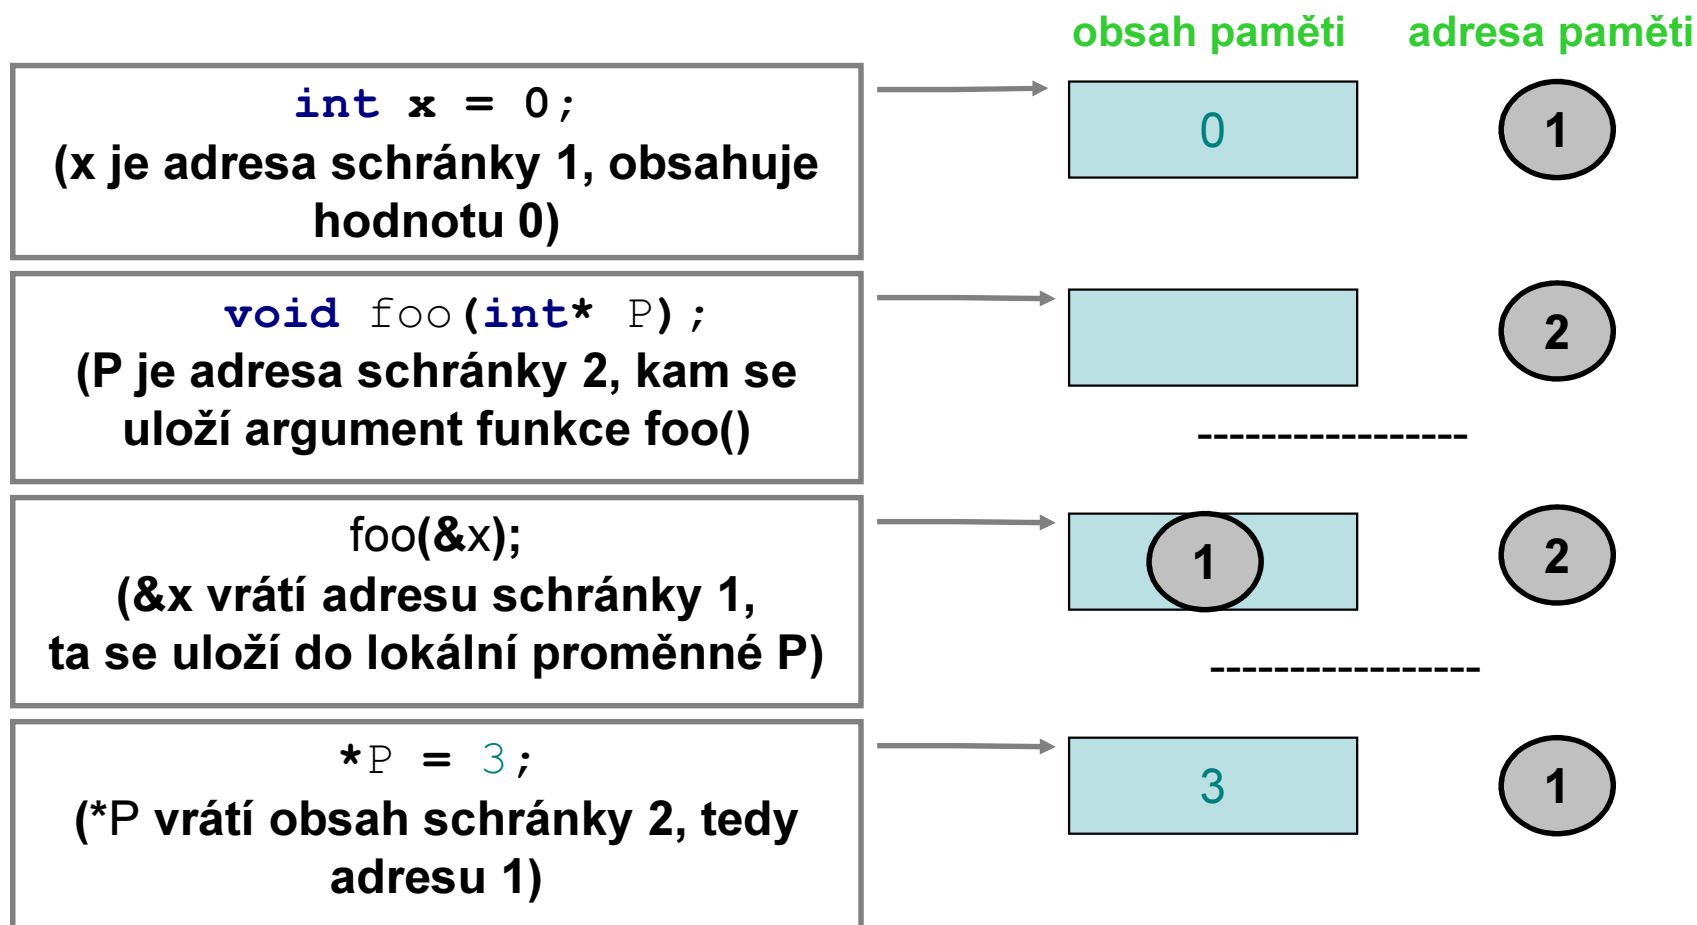 obsah paměti adresa paměti
int x = 0;
(x je adresa schránky 1, obsahuje
hodnotu 0)
0 1
void foo(int* P);
(P je adresa schránky 2, kam se
uloží argument funkce foo()
2
-----------------
foo(&x);
(&x vrátí adresu schránky 1,
ta se uloží do lokální proměnné P)
1 2
-----------------
*P = 3;
(*P vrátí obsah schránky 2, tedy
adresu 1)
3 1